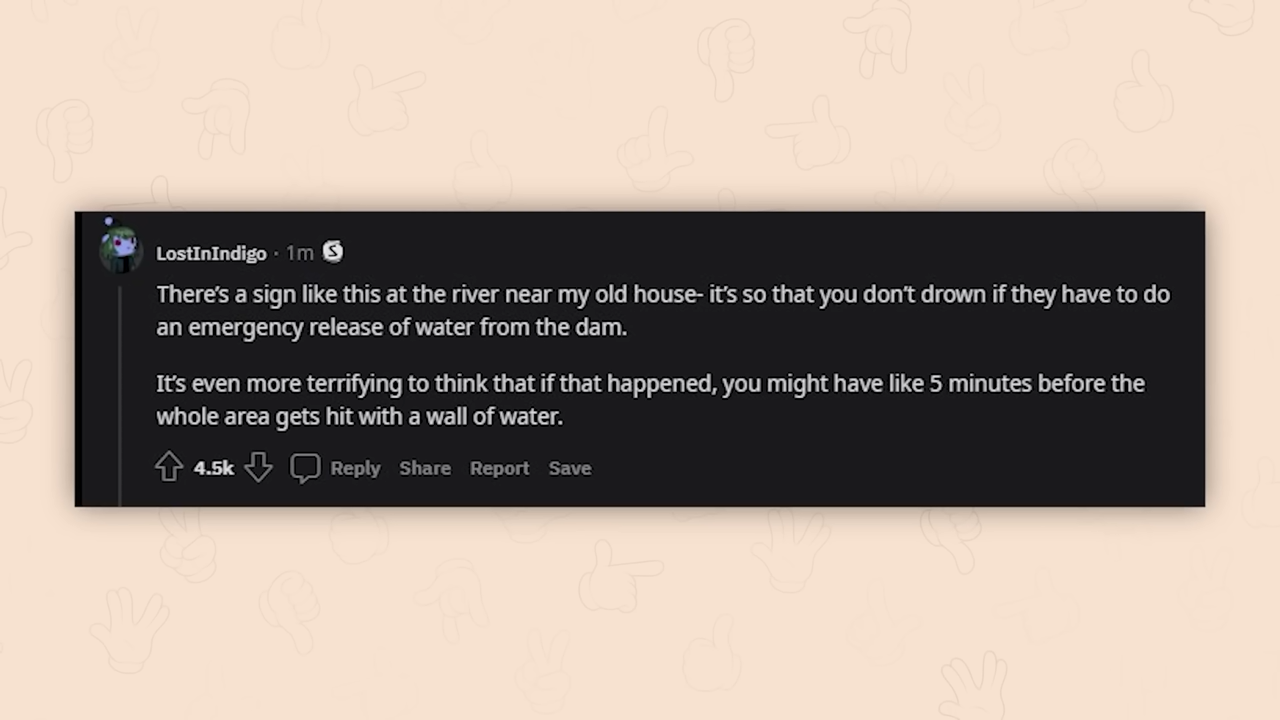 LostInIndigo · 1m
There's a sign like this at the river near my old house- it's so that you don't drown if they have to do
an emergency release of water from the dam.
It's even more terrifying to think that if that happened, you might have like 5 minutes before the
whole area gets hit with a wall of water.
4.5k Reply Share Report Save